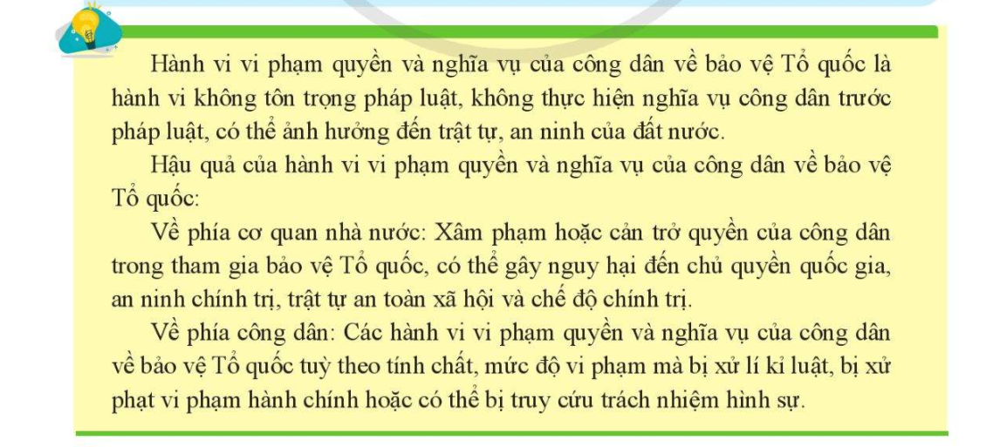 Hành vi vi phạm quyền và nghĩa vụ của công dân về bảo vệ Tổ quốc là
hành vi không tôn trọng pháp luật, không thực hiện nghĩa vụ công dân trước
pháp luật, có thể ảnh hưởng đến trật tự, an ninh của đất nước.
Hậu quả của hành vi vi phạm quyền và nghĩa vụ của công dân về bảo vệ
Tổ quốc:
Về phía cơ quan nhà nước: Xâm phạm hoặc cản trở quyền của công dân
trong tham gia bảo vệ Tổ quốc, có thể gây nguy hại đến chủ quyền quốc gia,
an ninh chính trị, trật tự an toàn xã hội và chế độ chính trị.
Về phía công dân: Các hành vi vi phạm quyền và nghĩa vụ của công dân
về bảo vệ Tổ quốc tuỳ theo tính chất, mức độ vi phạm mà bị xử lí kỉ luật, bị xử
phạt vi phạm hành chính hoặc có thể bị truy cứu trách nhiệm hình sự.